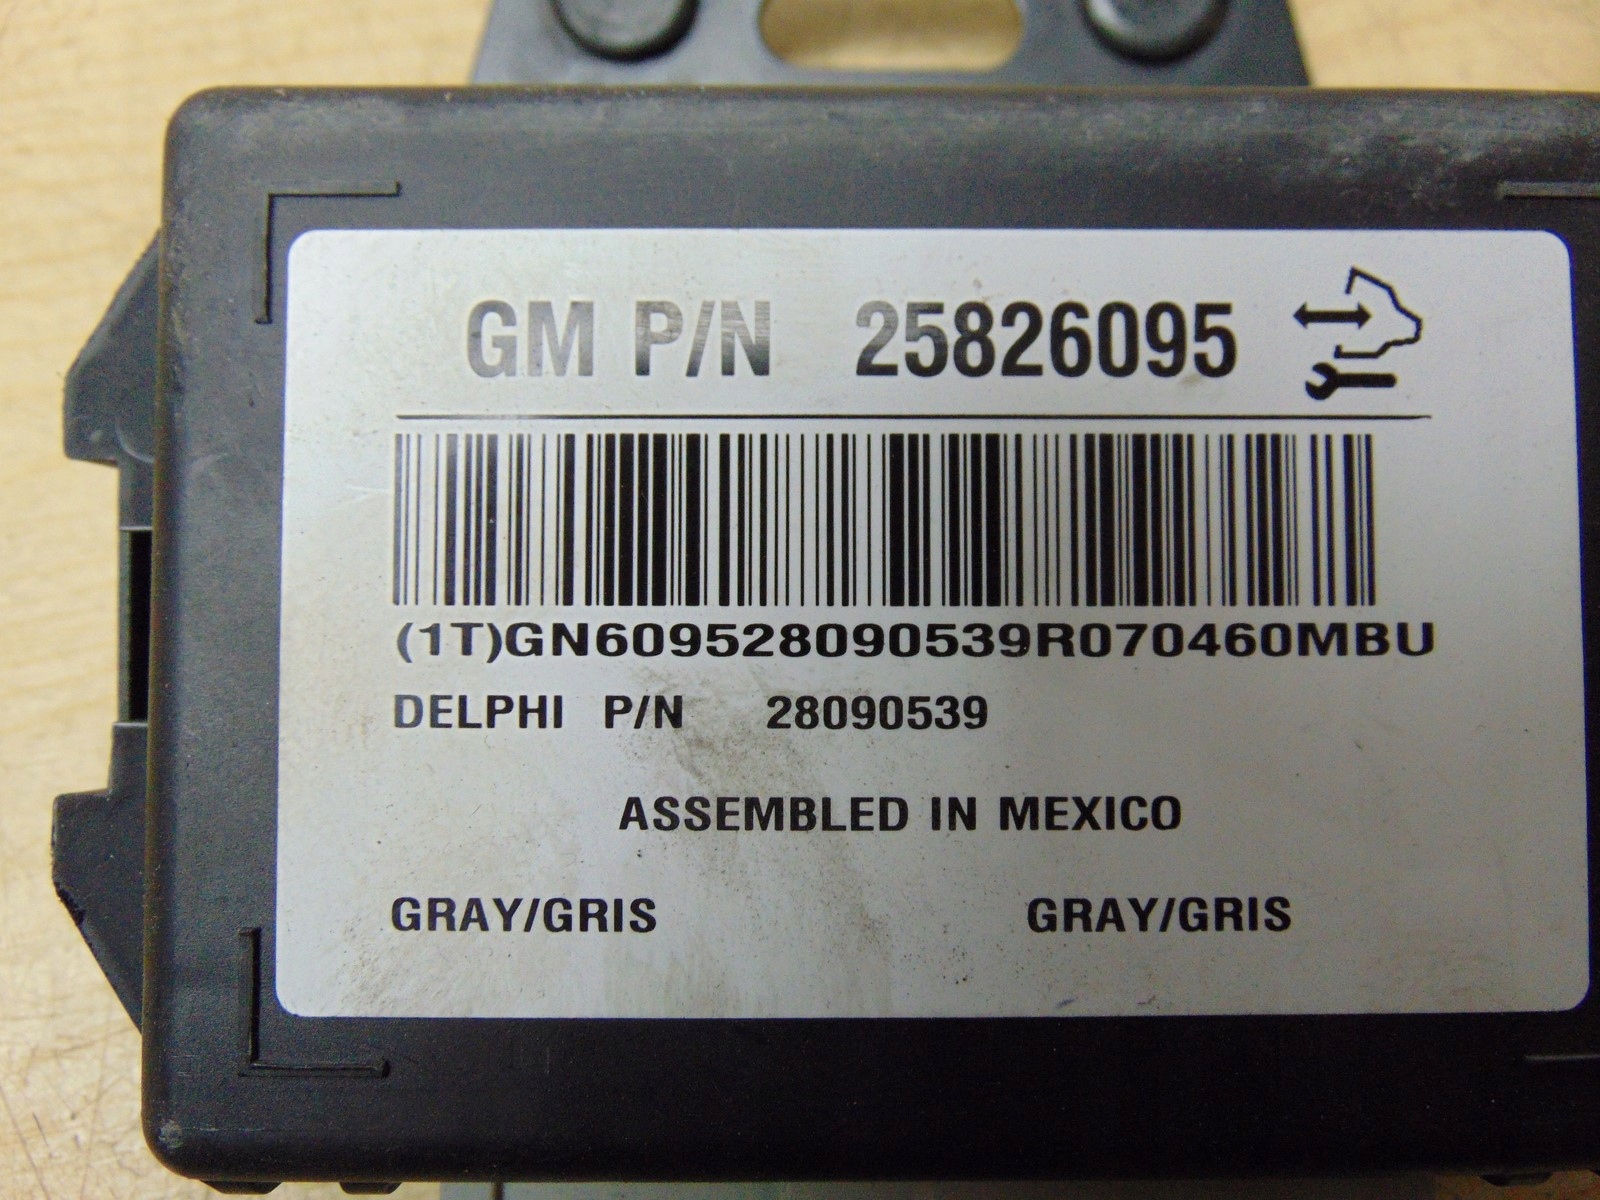 GM P/N 25826095
(1T)GN609528090539R070460MBU
DELPHI P/N 28090539
ASSEMBLED IN MEXICO
GRAY/GRIS GRAY/GRIS